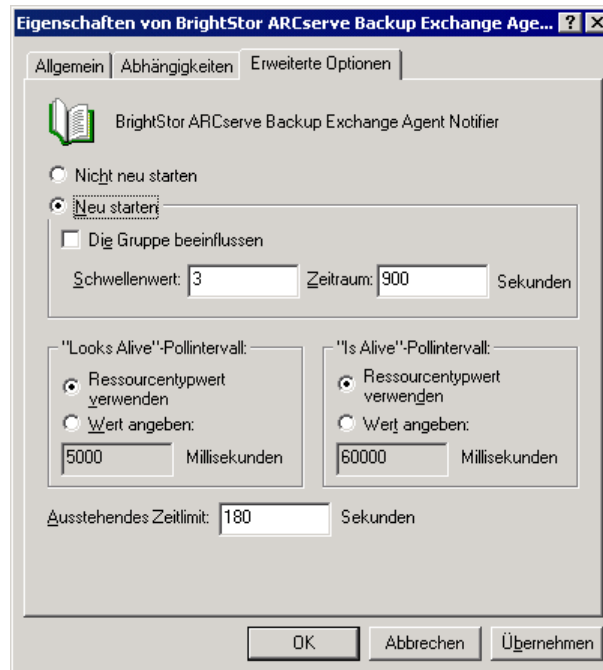 Eigenschaften von BrightStor ARCserve Backup Exchange Age... ? X
Allgemein Abhängigkeiten Erweiterte Optionen
BrightStor ARCserve Backup Exchange Agent Notifier
Nicht neu starten
Neu starten
Die Gruppe beeinflussen
Schwellenwert: 3 Zeitraum: 900 Sekunden
"Looks Alive"-Pollintervall:
Ressourcentypwert
verwenden
Wert angeben:
5000 Millisekunden
"Is Alive"-Pollintervall:
Ressourcentypwert
verwenden
Wert angeben:
60000 Millisekunden
Ausstehendes Zeitlimit: 180 Sekunden
OK Abbrechen Übernehmen